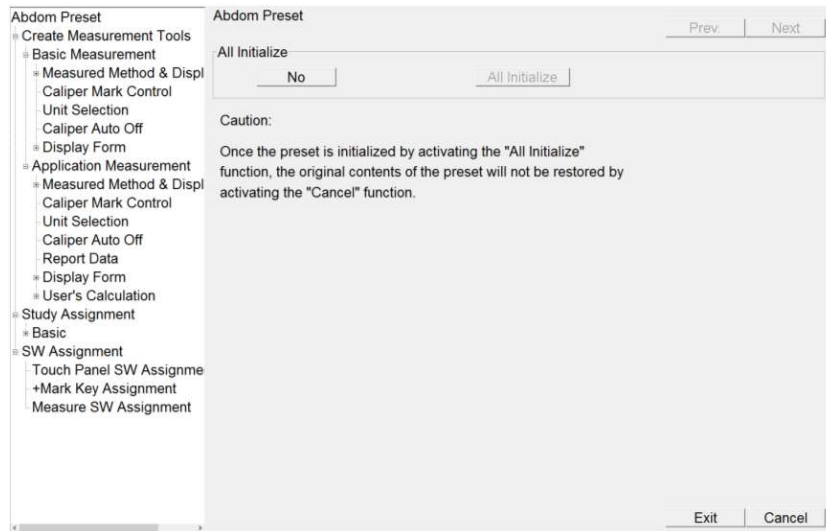 Abdom Preset
Create Measurement Tools
Basic Measurement
Measured Method & Displ
Caliper Mark Control
Unit Selection
Caliper Auto Off
Display Form
Application Measurement
Measured Method & Displ
Caliper Mark Control
Unit Selection
Caliper Auto Off
Report Data
Display Form
User's Calculation
Study Assignment
Basic
SW Assignment
Touch Panel SW Assignme
+Mark Key Assignment
Measure SW Assignment
Abdom Preset
Prev. Next
All Initialize
No All Initialize
Caution:
Once the preset is initialized by activating the "All Initialize"
function, the original contents of the preset will not be restored by
activating the "Cancel" function.
Exit Cancel